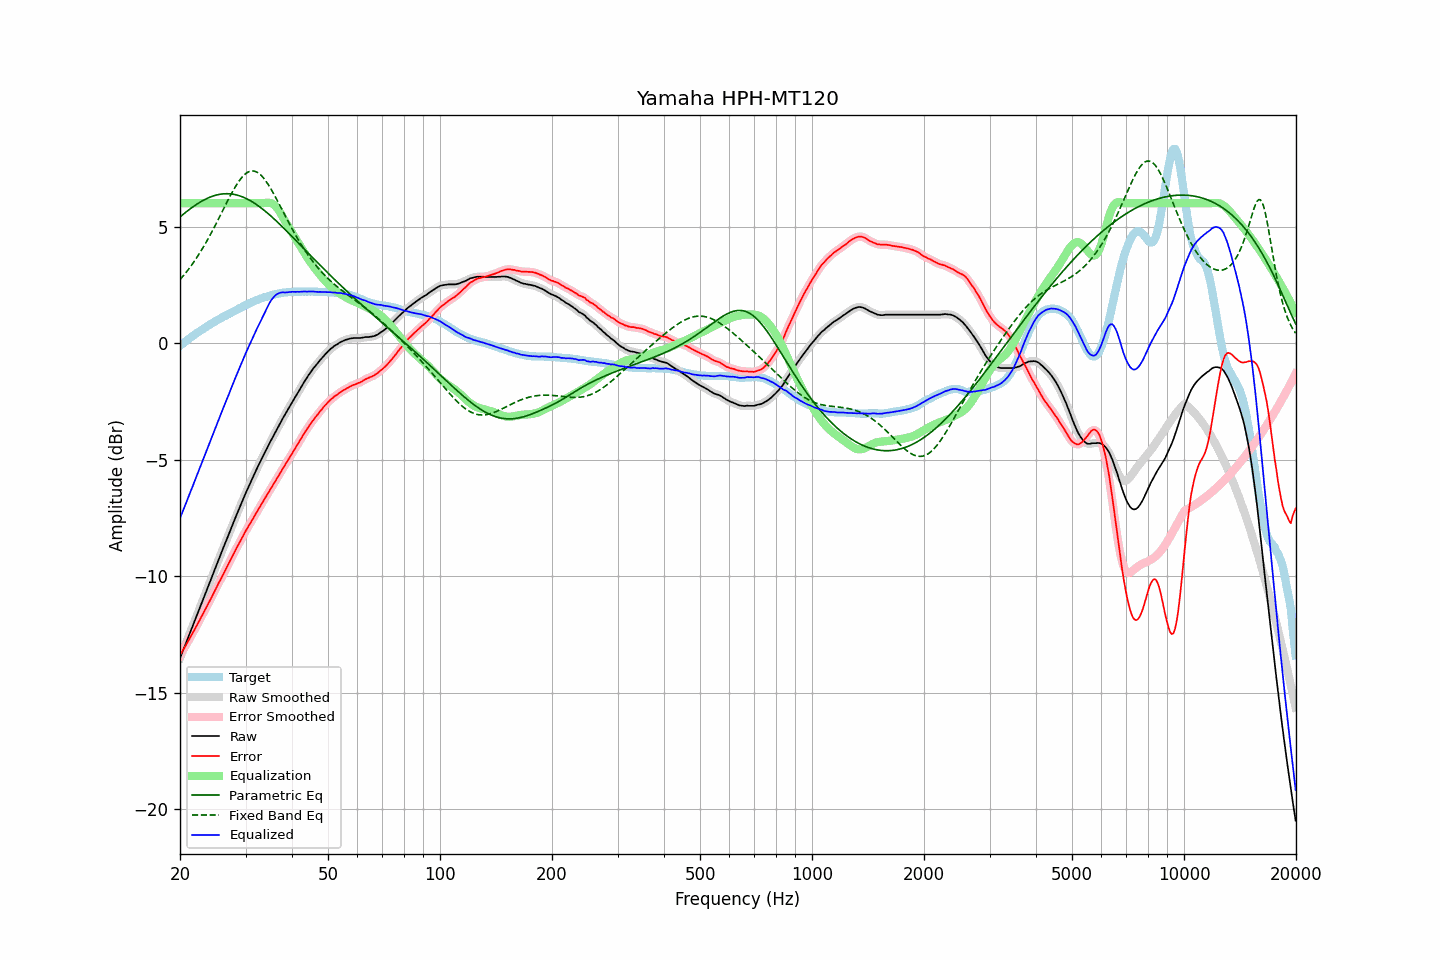 Yamaha HPH-MT120
Amplitude (dBr)
5
0
−5
−10
−15
−20
Target
Raw Smoothed
Error Smoothed
Raw
Error
Equalization
Parametric Eq
Fixed Band Eq
Equalized
20 50 100 200 500 1000 2000 5000 10000 20000
Frequency (Hz)